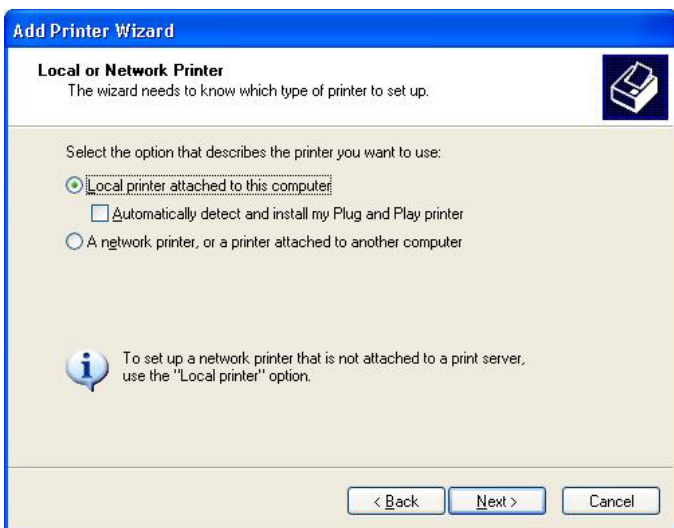 Add Printer Wizard
Local or Network Printer
The wizard needs to know which type of printer to set up.
Select the option that describes the printer you want to use:
Local printer attached to this computer
Automatically detect and install my Plug and Play printer
A network printer, or a printer attached to another computer
To set up a network printer that is not attached to a print server,
use the "Local printer" option.
< Back
Next >
Cancel